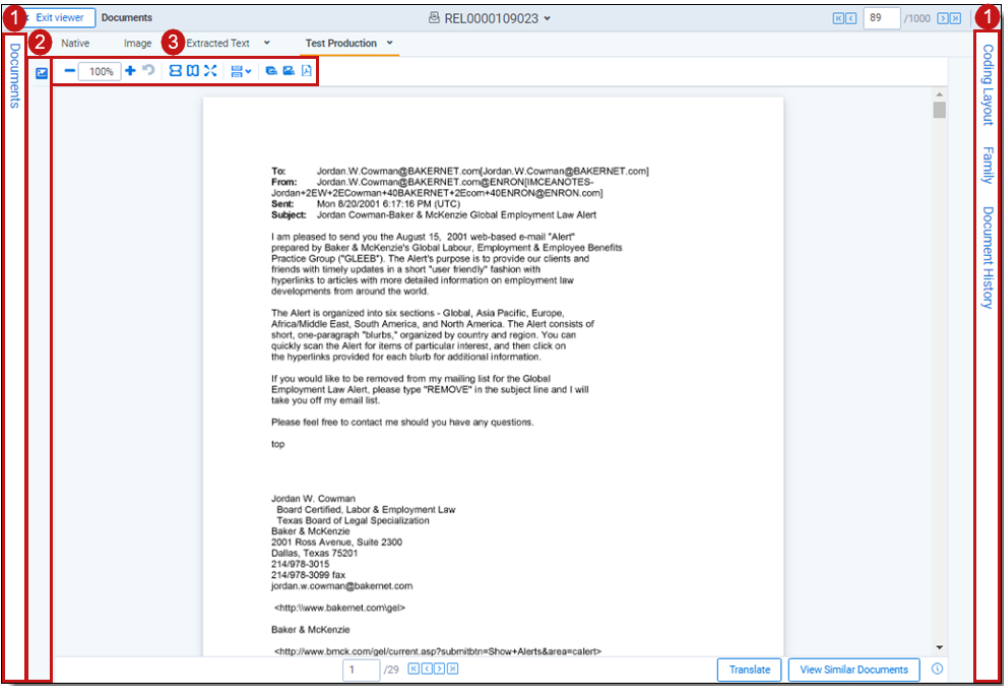 1
Exit viewer
Documents
REL0000109023
89
/1000
1
Documents
2
Native
Image
3
Extracted Text
Test Production
100%
Coding Layout
Family
Document History
To: Jordan.W.Cowman@BAKERNET.com[Jordan.W.Cowman@BAKERNET.com]
From: Jordan.W.Cowman@BAKERNET.com@ENRON[IMCEANOTES-
Jordan+2EW+2ECowman+40BAKERNET+2Ecom+40ENRON@ENRON.com]
Sent: Mon 8/20/2001 6:17:16 PM (UTC)
Subject: Jordan Cowman-Baker & McKenzie Global Employment Law Alert
I am pleased to send you the August 15, 2001 web-based e-mail "Alert"
prepared by Baker & McKenzie's Global Labour, Employment & Employee Benefits
Practice Group ("GLEEB"). The Alert's purpose is to provide our clients and
friends with timely updates in a short "user friendly" fashion with
hyperlinks to articles with more detailed information on employment law
developments from around the world.
The Alert is organized into six sections - Global, Asia Pacific, Europe,
Africa/Middle East, South America, and North America. The Alert consists of
short, one-paragraph "blurbs," organized by country and region. You can
quickly scan the Alert for items of particular interest, and then click on
the hyperlinks provided for each blurb for additional information.
If you would like to be removed from my mailing list for the Global
Employment Law Alert, please type "REMOVE" in the subject line and I will
take you off my email list.
Please feel free to contact me should you have any questions.
top
Jordan W. Cowman
Board Certified, Labor & Employment Law
Texas Board of Legal Specialization
Baker & McKenzie
2001 Ross Avenue, Suite 2300
Dallas, Texas 75201
214/978-3015
214/978-3099 fax
jordan.w.cowman@bakernet.com
<http:\\www.bakernet.com\gel>
Baker & McKenzie
<http://www.bmck.com/gel/current.asp?submitbtn=Show+Alerts&area=calert>
1
/29
Translate
View Similar Documents